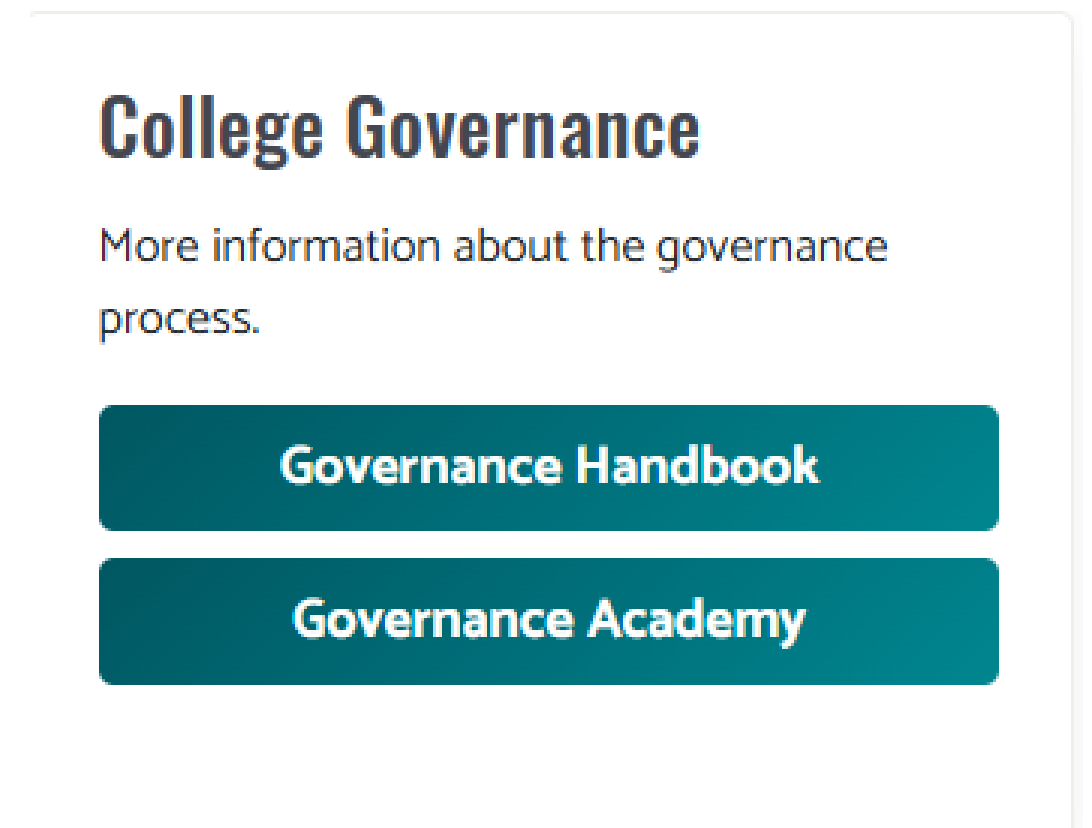 College Governance
More information about the governance
process.
Governance Handbook
Governance Academy